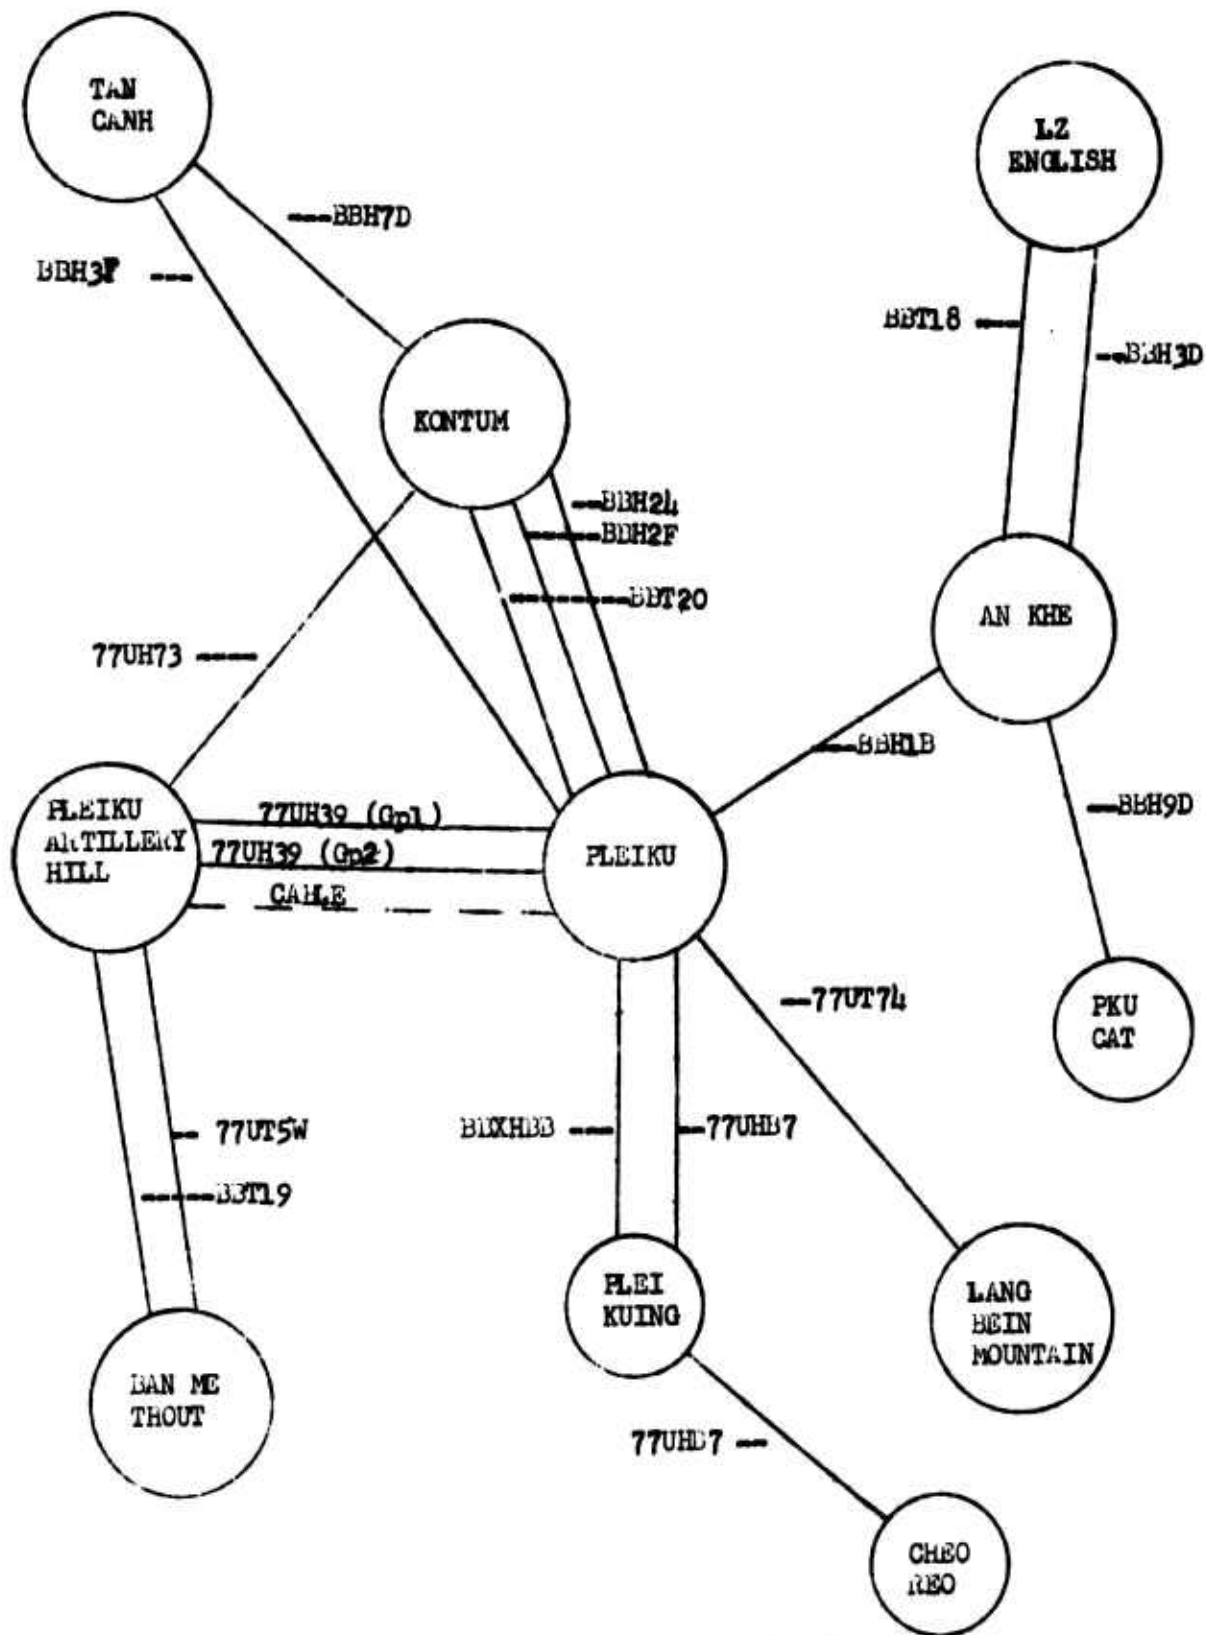 TAN
CANH
LZ
ENGLISH
BBH7D
BBH3F
BBT18
BBH3D
KONTUM
BBH24
BBH2F
BBT20
AN KHE
77UH73
BBH1B
PLEIKU
ARTILLERY
HILL
77UH39 (Gp1)
77UH39 (Gp2)
CABLE
PLEIKU
BBH9D
77UT74
PKU
CAT
77UT5W
BBXHBB
77UHB7
BBT19
PLEI
KUING
LANG
BEIN
MOUNTAIN
BAN ME
THOUT
77UHB7
CHEO
REO